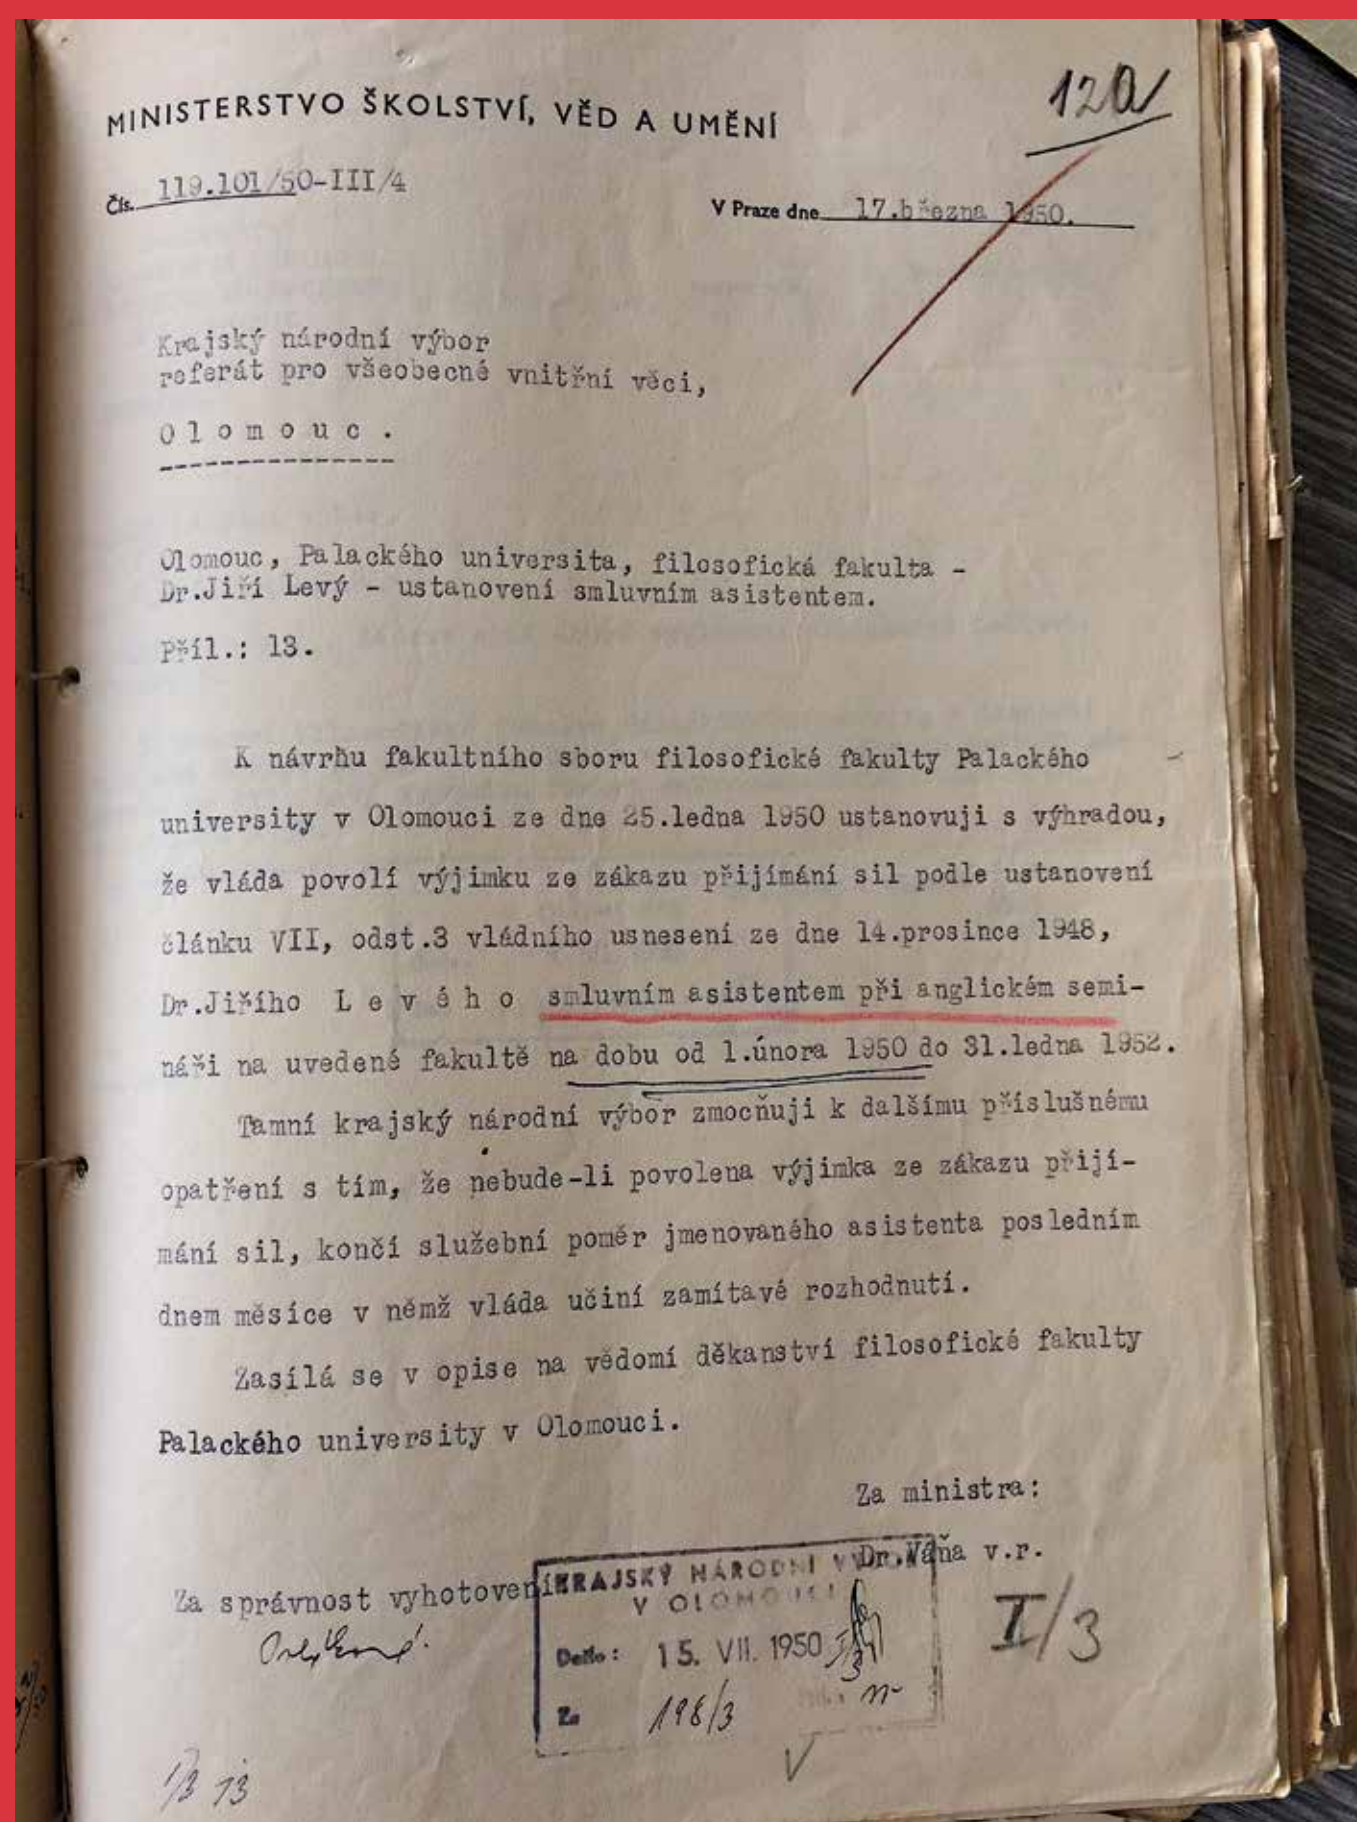 120
MINISTERSTVO ŠKOLSTVÍ, VĚD A UMĚNÍ
Čís. 119.101/50-III/4
V Praze dne 17.března 1950.
Krajský národní výbor
referát pro všeobecné vnitřní věci,
Olomouc.
Olomouc, Palackého universita, filosofická fakulta -
Dr.Jiří Levý - ustanovení smluvním asistentem.
Příl.: 13.
K návrhu fakultního sboru filosofické fakulty Palackého
university v Olomouci ze dne 25.ledna 1950 ustanovuji s výhradou,
že vláda povolí výjimku ze zákazu přijímání sil podle ustanovení
článku VII, odst.3 vládního usnesení ze dne 14.prosince 1948,
Dr.Jiřího Levého smluvním asistentem při anglickém semi-
náři na uvedené fakultě na dobu od 1.února 1950 do 31.ledna 1952.
Tamní krajský národní výbor zmocňuji k dalšímu příslušnému
opatření s tím, že nebude-li povolena výjimka ze zákazu přijí-
mání sil, končí služební poměr jmenovaného asistenta posledním
dnem měsíce v němž vláda učiní zamítavé rozhodnutí.
Zasílá se v opise na vědomí děkanství filosofické fakulty
Palackého university v Olomouci.
Za ministra:
Dr.Váňa v.r.
Za správnost vyhotovení
KRAJSKÝ NÁRODNÍ VÝBOR
V OLOMOUCI
Došlo: 15. VII. 1950
198/3
I/3